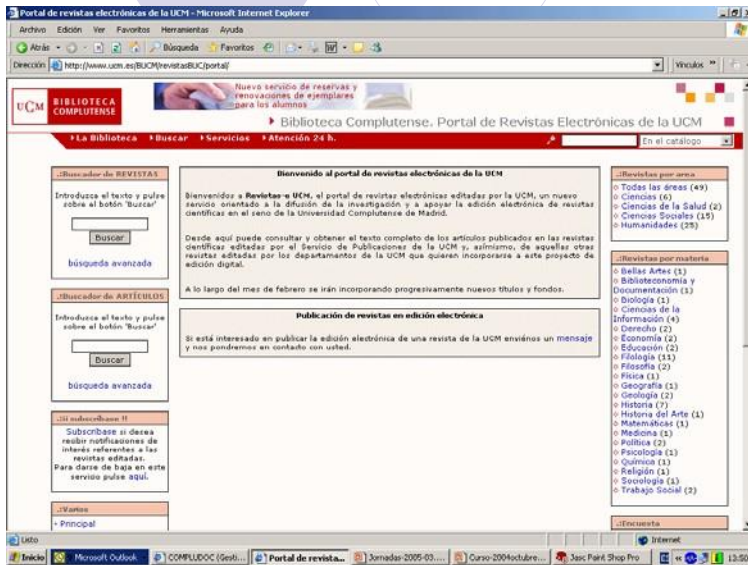 Portal de revistas electrónicas de la UCM - Microsoft Internet Explorer
Archivo Edición Ver Favoritos Herramientas Ayuda
Atrás Búsqueda Favoritos
Dirección http://www.ucm.es/BUCM/revistasBUC/portal/ Vínculos
UCM BIBLIOTECA COMPLUTENSE
Nuevo servicio de reservas y
renovaciones de ejemplares
para los alumnos
Biblioteca Complutense. Portal de Revistas Electrónicas de la UCM
La Biblioteca Buscar Servicios Atención 24 h. En el catálogo
.:Buscador de REVISTAS
Introduzca el texto y pulse
sobre el botón 'Buscar'
Buscar
búsqueda avanzada
.:Buscador de ARTÍCULOS
Introduzca el texto y pulse
sobre el botón 'Buscar'
Buscar
búsqueda avanzada
.:¡¡ subscríbase !!
Subscríbase si desea
recibir notificaciones de
interés referentes a las
revistas editadas.
Para darse de baja en este
servicio pulse aquí.
.:Varios
Principal
Bienvenido al portal de revistas electrónicas de la UCM
Bienvenidos a Revistas-e UCM, el portal de revistas electrónicas editadas por la UCM, un nuevo
servicio orientado a la difusión de la investigación y a apoyar la edición electrónica de revistas
científicas en el seno de la Universidad Complutense de Madrid.
Desde aquí puede consultar y obtener el texto completo de los artículos publicados en las revistas
científicas editadas por el Servicio de Publicaciones de la UCM y, asimismo, de aquellas otras
revistas editadas por los departamentos de la UCM que quieren incorporarse a este proyecto de
edición digital.
A lo largo del mes de febrero se irán incorporando progresivamente nuevos títulos y fondos.
Publicación de revistas en edición electrónica
Si está interesado en publicar la edición electrónica de una revista de la UCM envíenos un mensaje
y nos pondremos en contacto con usted.
.:Revistas por area
Todas las áreas (49)
Ciencias (6)
Ciencias de la Salud (2)
Ciencias Sociales (15)
Humanidades (25)
.:Revistas por materia
Bellas Artes (1)
Biblioteconomía y
Documentación (1)
Biología (1)
Ciencias de la
Información (4)
Derecho (2)
Economía (2)
Educación (2)
Filología (11)
Filosofía (2)
Física (1)
Geografía (1)
Geología (2)
Historia (7)
Historia del Arte (1)
Matemáticas (1)
Medicina (1)
Política (2)
Psicología (1)
Química (1)
Religión (1)
Sociología (1)
Trabajo Social (2)
.:Encuesta
Listo Internet
Inicio Microsoft Outlook COMPLUDOC (Gesti... Portal de revista... Jornadas-2005-03.... Curso-2004octubre... Jasc Paint Shop Pro 13:50